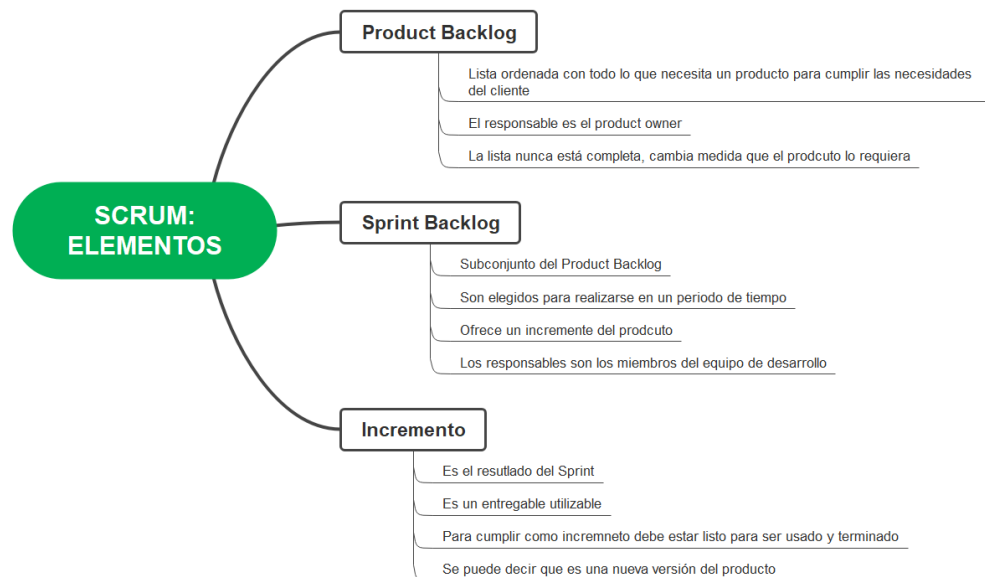 Product Backlog
Lista ordenada con todo lo que necesita un producto para cumplir las necesidades
del cliente
El responsable es el product owner
La lista nunca está completa, cambia medida que el prodcuto lo requiera
SCRUM:
ELEMENTOS
Sprint Backlog
Subconjunto del Product Backlog
Son elegidos para realizarse en un periodo de tiempo
Ofrece un incremente del prodcuto
Los responsables son los miembros del equipo de desarrollo
Incremento
Es el resutlado del Sprint
Es un entregable utilizable
Para cumplir como incremneto debe estar listo para ser usado y terminado
Se puede decir que es una nueva versión del producto